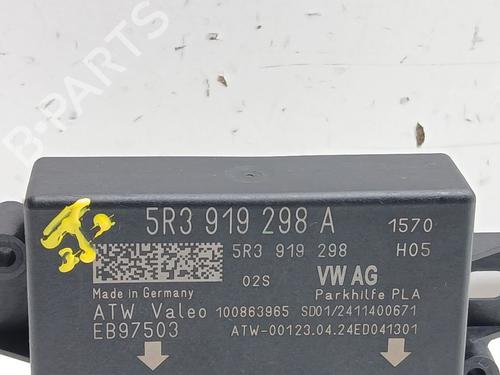 B-PARTS
5R3 919 298 A 1570
5R3 919 298 H05
02S VW AG
Made in Germany Parkhilfe PLA
ATW Valeo 100863965 SD01/2411400671
EB97503 ATW-00123.04.24ED041301